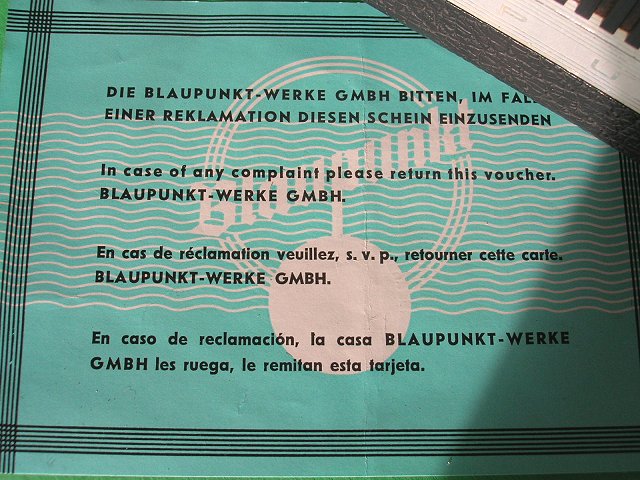 DIE BLAUPUNKT-WERKE GMBH BITTEN, IM
EINER REKLAMATION DIESEN SCHEIN EINZUSENDEN
In case of any complaint please return this voucher.
BLAUPUNKT-WERKE GMBH.
En cas de réclamation veuillez, s. v. p., retourner cette carte.
BLAUPUNKT-WERKE GMBH.
En caso de reclamación, la casa BLAUPUNKT-WERKE
GMBH les ruega, le remitan esta tarjeta.
Blaupunkt